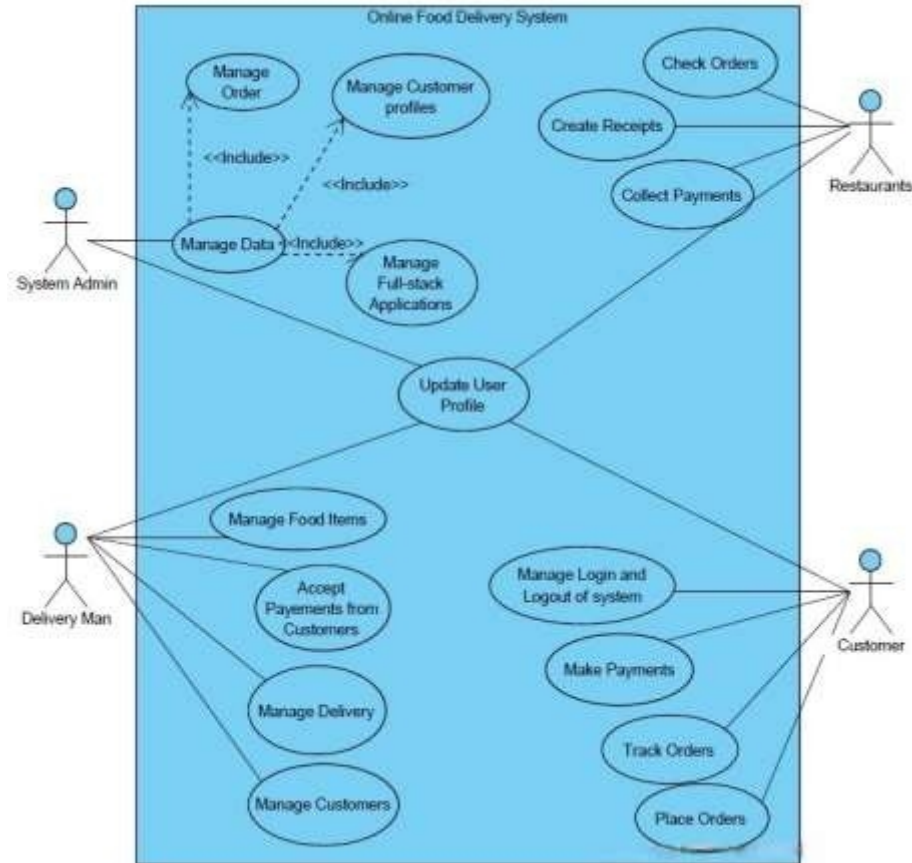 Online Food Delivery System
Manage
Order
Manage Customer
profiles
Check Orders
Create Receipts
Collect Payments
Restaurants
<<Include>>
<<Include>>
Manage Data
<<Include>>
System Admin
Manage
Full-stack
Applications
Update User
Profile
Manage Food Items
Accept
Payements from
Customers
Delivery Man
Manage Delivery
Manage Customers
Manage Login and
Logout of system
Make Payments
Customer
Track Orders
Place Orders